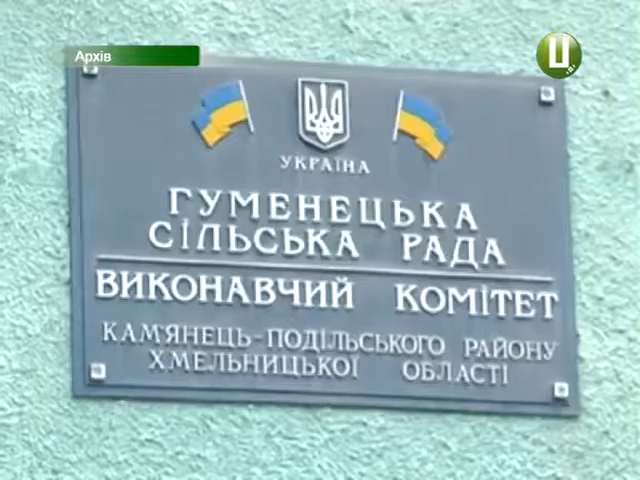 Архів
Ц
УКРАЇНА
ГУМЕНЕЦЬКА
СІЛЬСЬКА РАДА
ВИКОНАВЧИЙ КОМІТЕТ
КАМ'ЯНЕЦЬ-ПОДІЛЬСЬКОГО РАЙОНУ
ХМЕЛЬНИЦЬКОЇ ОБЛАСТІ